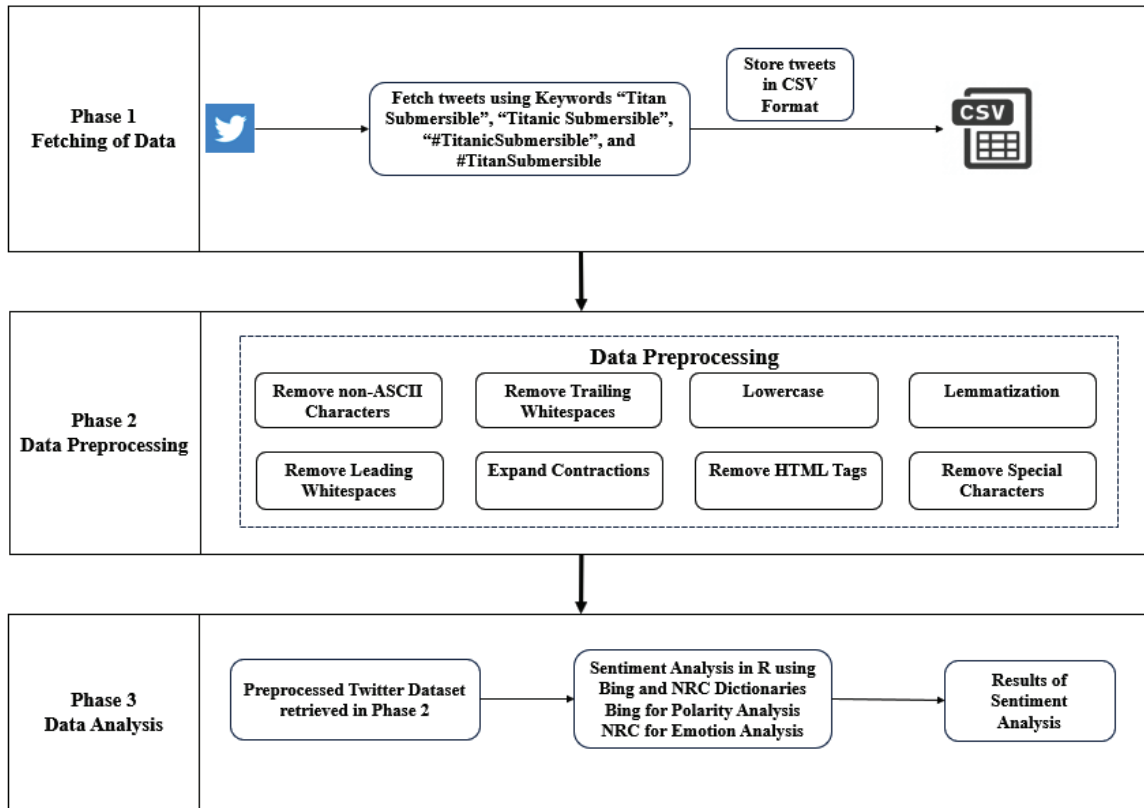 Phase 1
Fetching of Data
Fetch tweets using Keywords “Titan
Submersible”, “Titanic Submersible”,
“#TitanicSubmersible”, and
#TitanSubmersible
Store tweets
in CSV
Format
CSV
Phase 2
Data Preprocessing
Data Preprocessing
Remove non-ASCII
Characters
Remove Trailing
Whitespaces
Lowercase
Lemmatization
Remove Leading
Whitespaces
Expand Contractions
Remove HTML Tags
Remove Special
Characters
Phase 3
Data Analysis
Preprocessed Twitter Dataset
retrieved in Phase 2
Sentiment Analysis in R using
Bing and NRC Dictionaries
Bing for Polarity Analysis
NRC for Emotion Analysis
Results of
Sentiment
Analysis